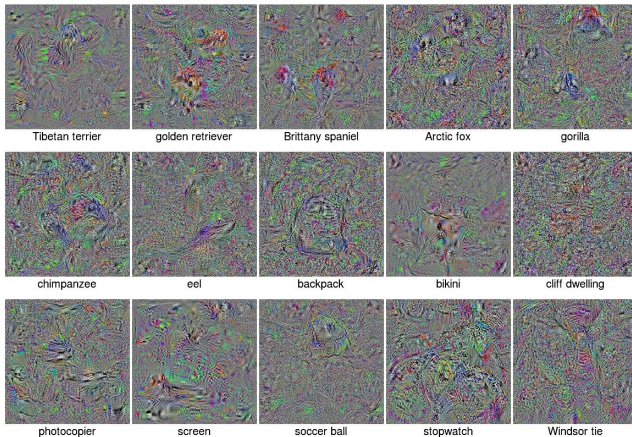 Tibetan terrier
golden retriever
Brittany spaniel
Arctic fox
gorilla
chimpanzee
eel
backpack
bikini
cliff dwelling
photocopier
screen
soccer ball
stopwatch
Windsor tie